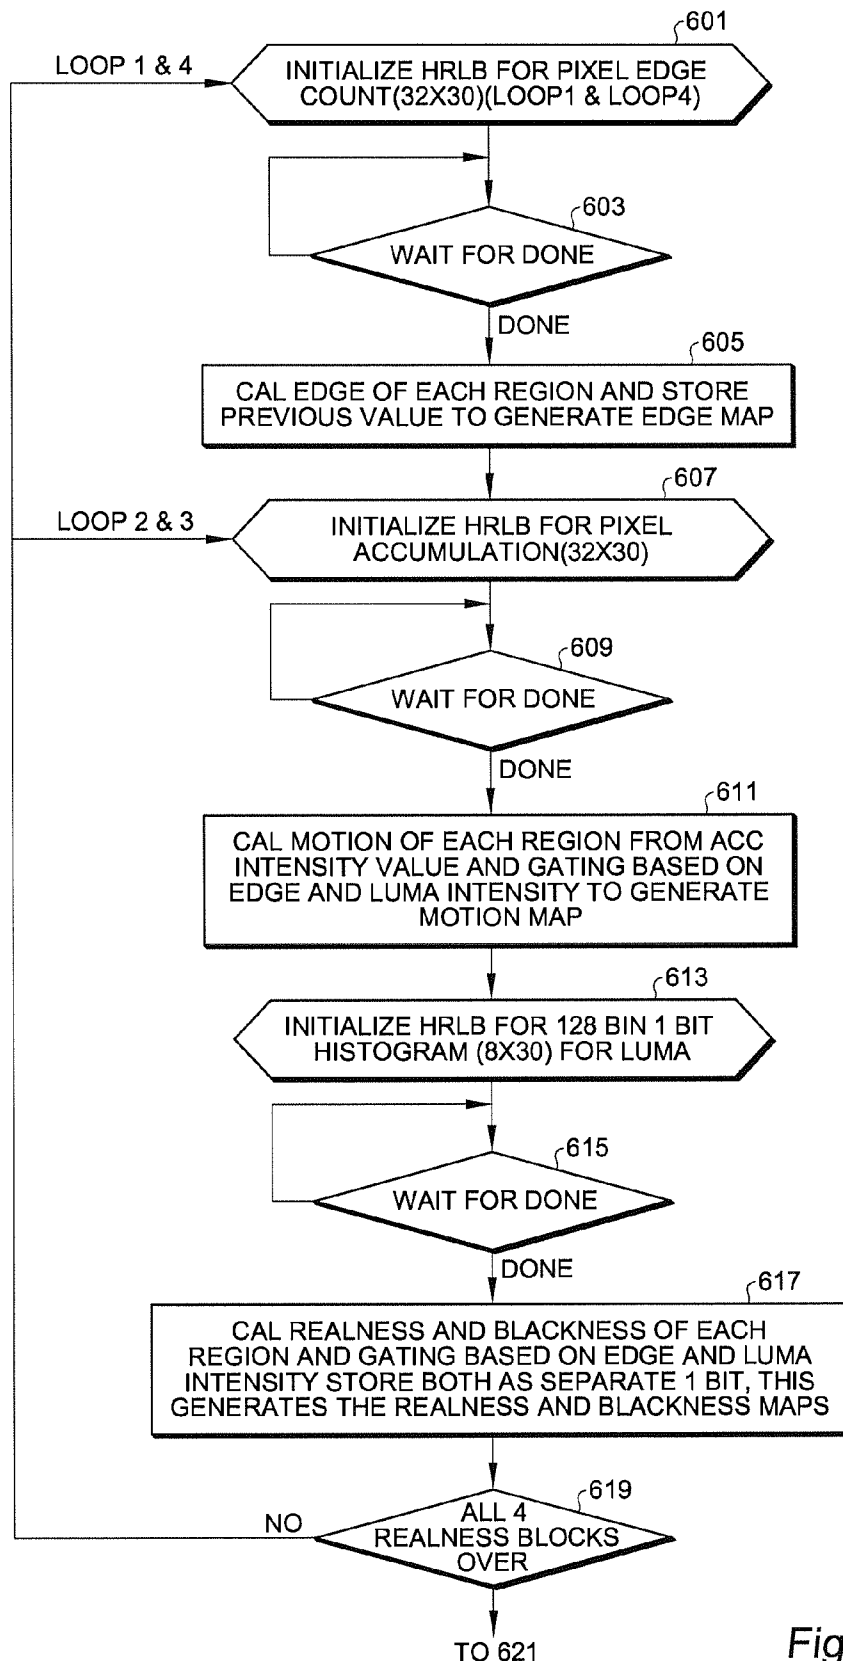 601
LOOP 1 & 4
INITIALIZE HRLB FOR PIXEL EDGE
COUNT(32X30)(LOOP1 & LOOP4)
603
WAIT FOR DONE
DONE
605
CAL EDGE OF EACH REGION AND STORE
PREVIOUS VALUE TO GENERATE EDGE MAP
607
LOOP 2 & 3
INITIALIZE HRLB FOR PIXEL
ACCUMULATION(32X30)
609
WAIT FOR DONE
DONE
611
CAL MOTION OF EACH REGION FROM ACC
INTENSITY VALUE AND GATING BASED ON
EDGE AND LUMA INTENSITY TO GENERATE
MOTION MAP
613
INITIALIZE HRLB FOR 128 BIN 1 BIT
HISTOGRAM (8X30) FOR LUMA
615
WAIT FOR DONE
DONE
617
CAL REALNESS AND BLACKNESS OF EACH
REGION AND GATING BASED ON EDGE AND LUMA
INTENSITY STORE BOTH AS SEPARATE 1 BIT, THIS
GENERATES THE REALNESS AND BLACKNESS MAPS
619
NO
ALL 4
REALNESS BLOCKS
OVER
TO 621
Fig